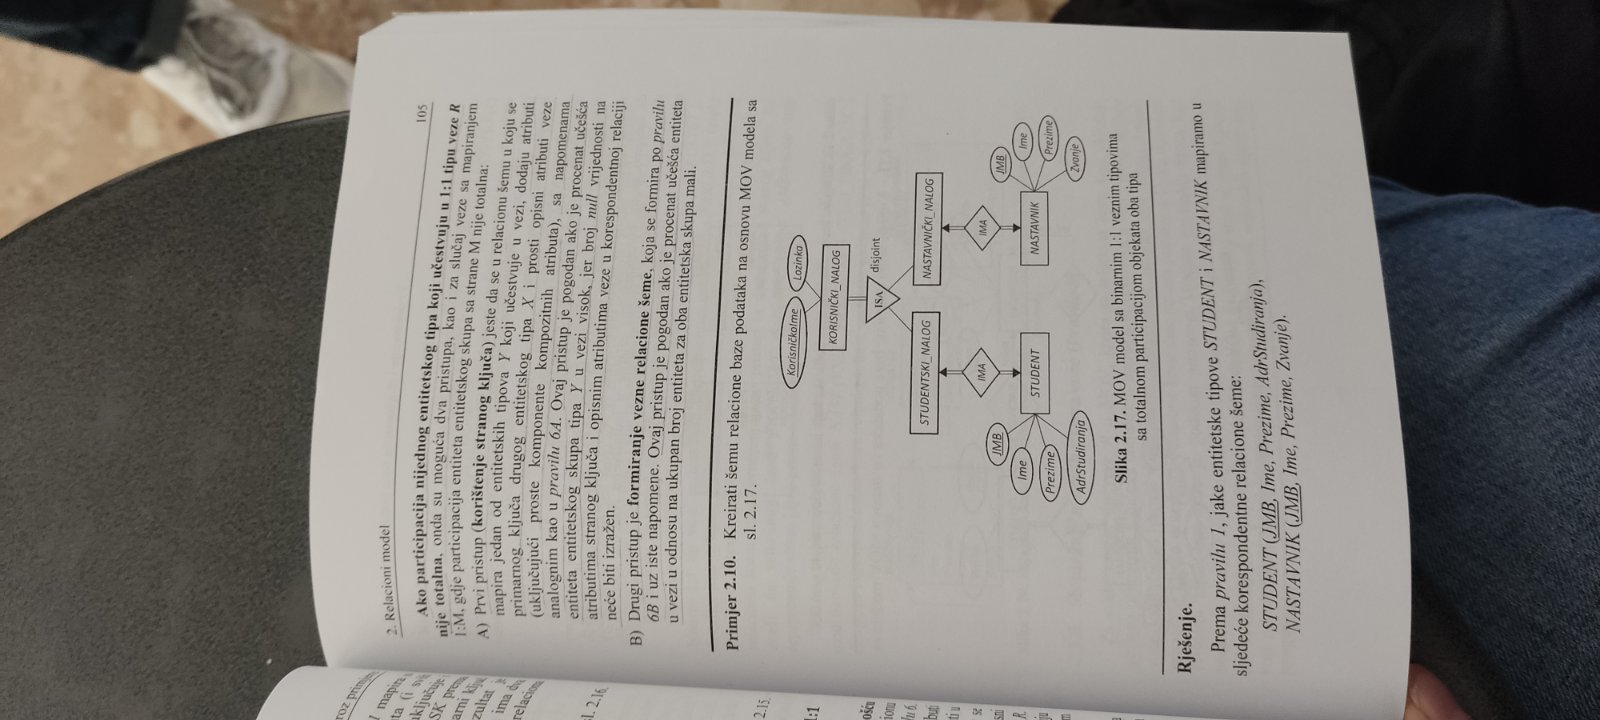 roz primjere
2. Relacioni model
105
Ako participacija nijednog entitetskog tipa koji učestvuju u 1:1 tipu veze R
nije totalna, onda su moguća dva pristupa, kao i za slučaj veze sa mapiranjem
1:M, gdje participacija entiteta entitetskog skupa sa strane M nije totalna:
A) Prvi pristup (korištenje stranog ključa) jeste da se u relacionu šemu u koju se
mapira jedan od entitetskih tipova Y koji učestvuje u vezi, dodaju atributi
primarnog ključa drugog entitetskog tipa X i prosti opisni atributi veze
(uključujući proste komponente kompozitnih atributa), sa napomenama
analognim kao u pravilu 6A. Ovaj pristup je pogodan ako je procenat učešća
entiteta entitetskog skupa tipa Y u vezi visok, jer broj null vrijednosti na
atributima stranog ključa i opisnim atributima veze u korespondentnoj relaciji
neće biti izražen.
B) Drugi pristup je formiranje vezne relacione šeme, koja se formira po pravilu
6B i uz iste napomene. Ovaj pristup je pogodan ako je procenat učešća entiteta
u vezi u odnosu na ukupan broj entiteta za oba entitetska skupa mali.
Primjer 2.10. Kreirati šemu relacione baze podataka na osnovu MOV modela sa
sl. 2.17.
KorisničkoIme
Lozinka
KORISNIČKI_NALOG
ISA
disjoint
STUDENTSKI_NALOG
NASTAVNIČKI_NALOG
IMA
IMA
JMB
Ime
Prezime
AdrStudiranja
STUDENT
NASTAVNIK
JMB
Ime
Prezime
Zvanje
Slika 2.17. MOV model sa binarnim 1:1 veznim tipovima
sa totalnom participacijom objekata oba tipa
Rješenje.
Prema pravilu 1, jake entitetske tipove STUDENT i NASTAVNIK mapiramo u
sljedeće korespondentne relacione šeme:
STUDENT (JMB, Ime, Prezime, AdrStudiranja),
NASTAVNIK (JMB, Ime, Prezime, Zvanje).